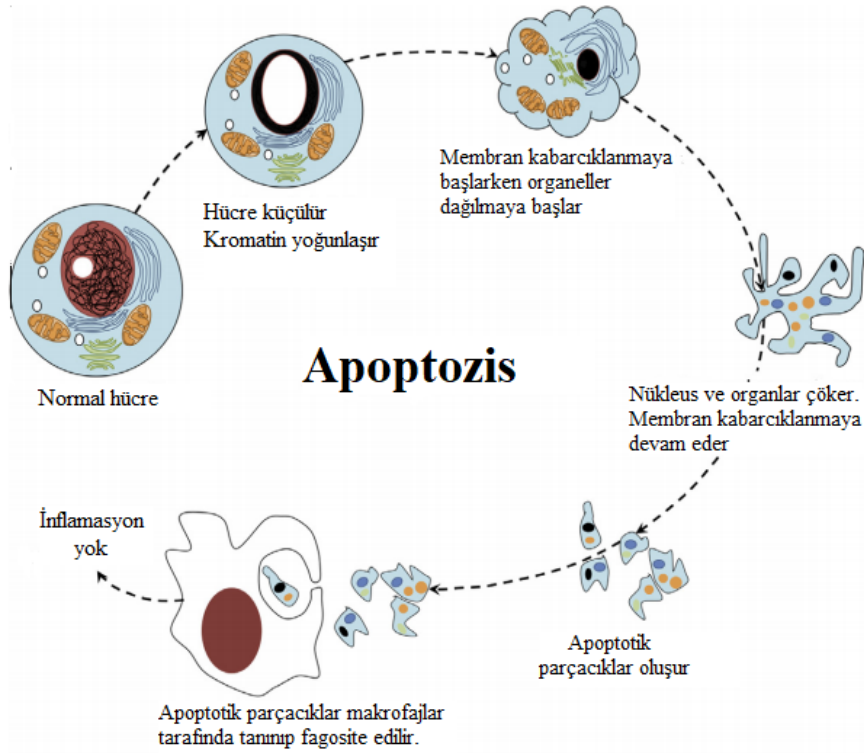 Normal hücre
Hücre küçülür
Kromatin yoğunlaşır
Membran kabarcıklanmaya
başlarken organeller
dağılmaya başlar
Apoptozis
Nükleus ve organlar çöker.
Membran kabarcıklanmaya
devam eder
Apoptotik
parçacıklar oluşur
Apoptotik parçacıklar makrofajlar
tarafında tanınıp fagosite edilir.
İnflamasyon
yok